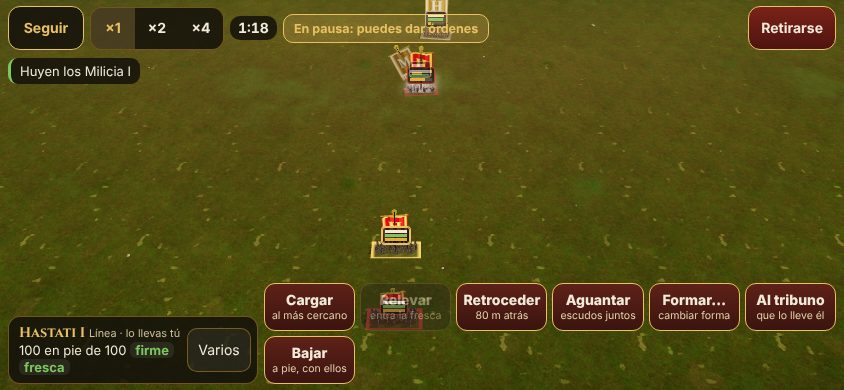 Seguir
×1
×2
×4
1:18
En pausa: puedes dar órdenes
Retirarse
Huyen los Milicia I
H
M
Cargar
al más cercano
Relevar
entra la fresca
Retroceder
80 m atrás
Aguantar
escudos juntos
Formar...
cambiar forma
Al tribuno
que lo lleve él
HASTATI I Línea · lo llevas tú
100 en pie de 100 firme
fresca
Varios
Bajar
a pie, con ellos